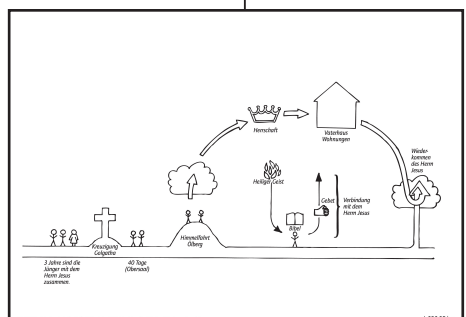 Herrschaft
Vaterhaus
Wohnungen
Wieder-
kommen
des Herrn
Jesus
Heiliger Geist
Gebet
Verbindung
mit dem
Herrn Jesus
Bibel
Himmelfahrt
Ölberg
Kreuzigung
Golgatha
3 Jahre sind die
Jünger mit dem
Herrn Jesus
zusammen.
40 Tage
(Obersaal)